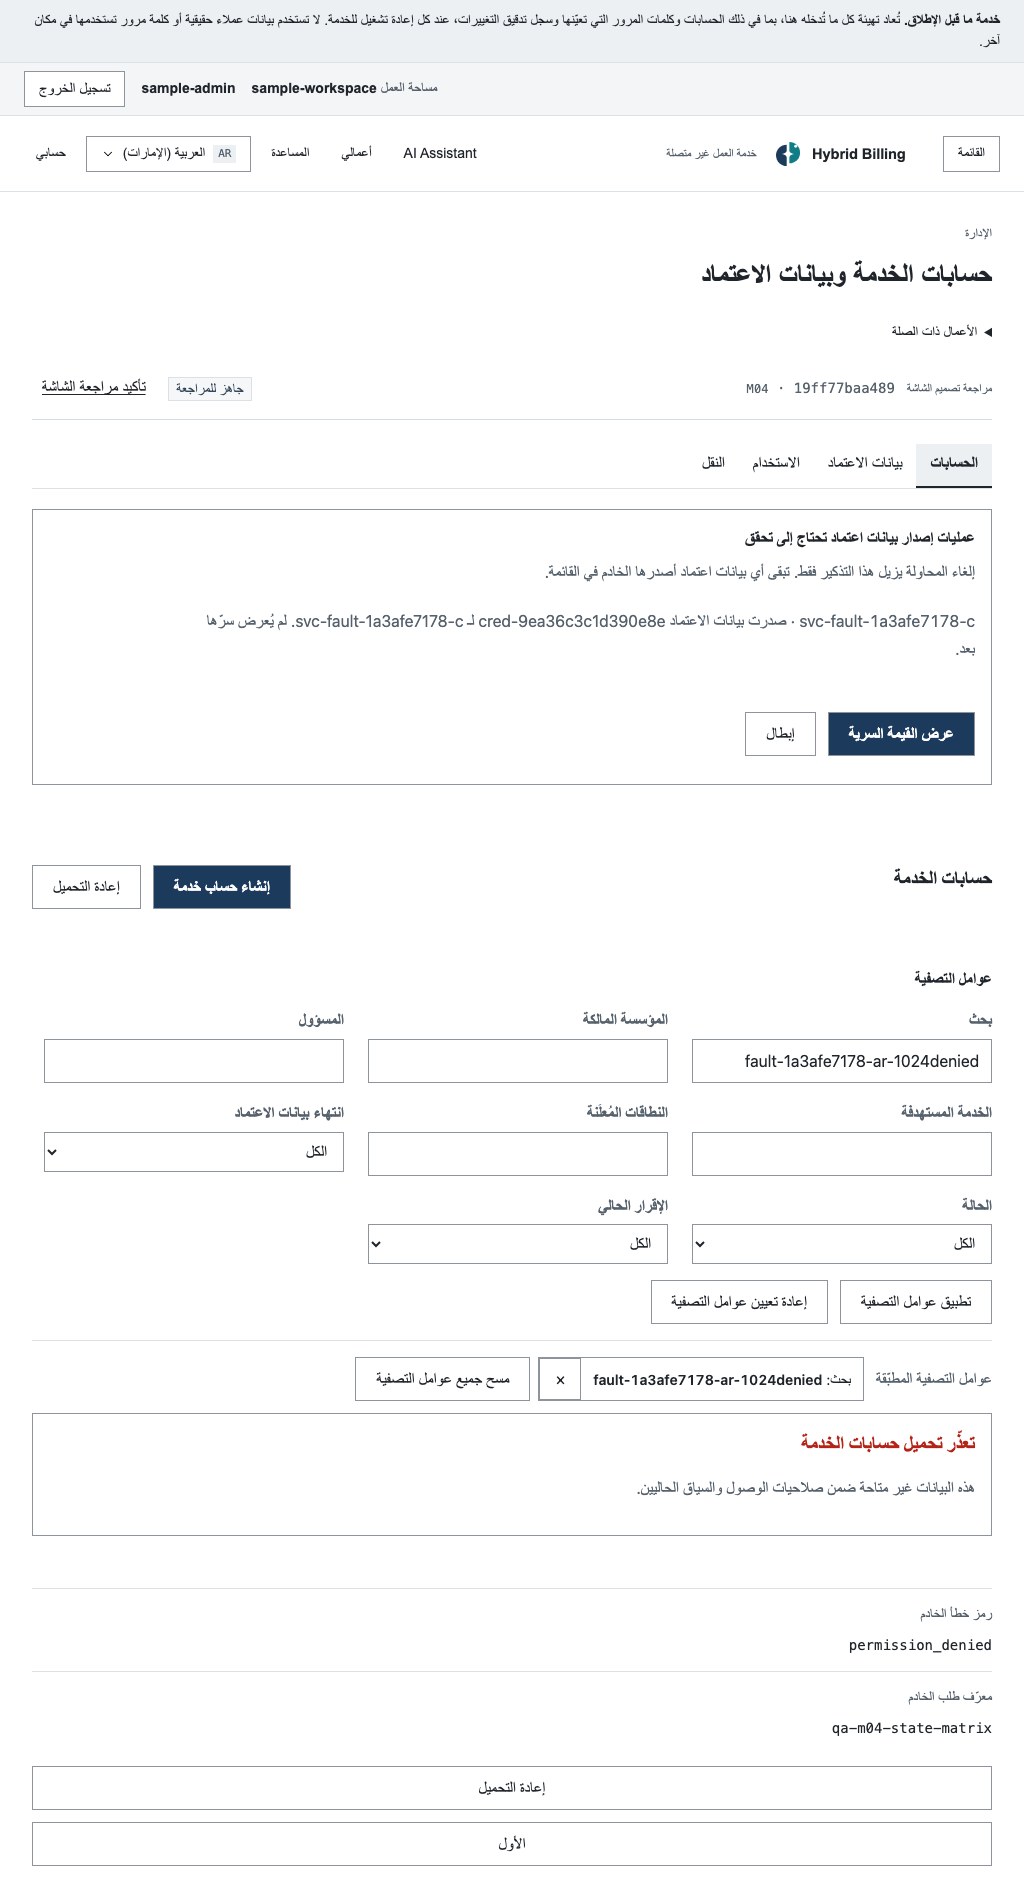 خدمة ما قبل الإطلاق. تُعاد تهيئة كل ما تُدخله هنا، بما في ذلك الحسابات وكلمات المرور التي تعيّنها وسجل تدقيق التغييرات، عند كل إعادة تشغيل للخدمة. لا تستخدم بيانات عملاء حقيقية أو كلمة مرور تستخدمها في مكان
آخر.
مساحة العمل sample-workspace sample-admin تسجيل الخروج
القائمة Hybrid Billing خدمة العمل غير متصلة AI Assistant أعمالي المساعدة AR العربية (الإمارات) حسابي
الإدارة
حسابات الخدمة وبيانات الاعتماد
الأعمال ذات الصلة
مراجعة تصميم الشاشة M04 · 19ff77baa489 جاهز للمراجعة تأكيد مراجعة الشاشة
الحسابات بيانات الاعتماد الاستخدام النقل
عمليات إصدار بيانات اعتماد تحتاج إلى تحقق
إلغاء المحاولة يزيل هذا التذكير فقط. تبقى أي بيانات اعتماد أصدرها الخادم في القائمة.
svc-fault-1a3afe7178-c · صدرت بيانات الاعتماد cred-9ea36c3c1d390e8e لـ svc-fault-1a3afe7178-c. لم يُعرض سرّها
بعد.
عرض القيمة السرية إبطال
حسابات الخدمة إنشاء حساب خدمة إعادة التحميل
عوامل التصفية
بحث المؤسسة المالكة المسؤول
fault-1a3afe7178-ar-1024denied
الخدمة المستهدفة النطاقات المُعلَنة انتهاء بيانات الاعتماد
الكل
الحالة الإقرار الحالي
الكل الكل
تطبيق عوامل التصفية إعادة تعيين عوامل التصفية
عوامل التصفية المطبّقة بحث: fault-1a3afe7178-ar-1024denied × مسح جميع عوامل التصفية
تعذّر تحميل حسابات الخدمة
هذه البيانات غير متاحة ضمن صلاحيات الوصول والسياق الحاليين.
رمز خطأ الخادم
permission_denied
معرّف طلب الخادم
qa-m04-state-matrix
إعادة التحميل
الأول